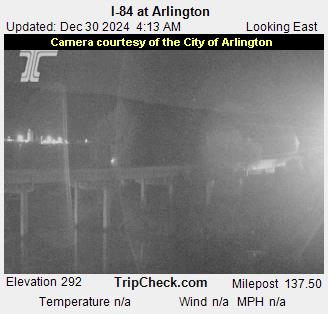 I-84 at Arlington
Updated: Dec 30 2024 4:13 AM Looking East
Camera courtesy of the City of Arlington
Elevation 292 TripCheck.com Milepost 137.50
Temperature n/a Wind n/a MPH n/a